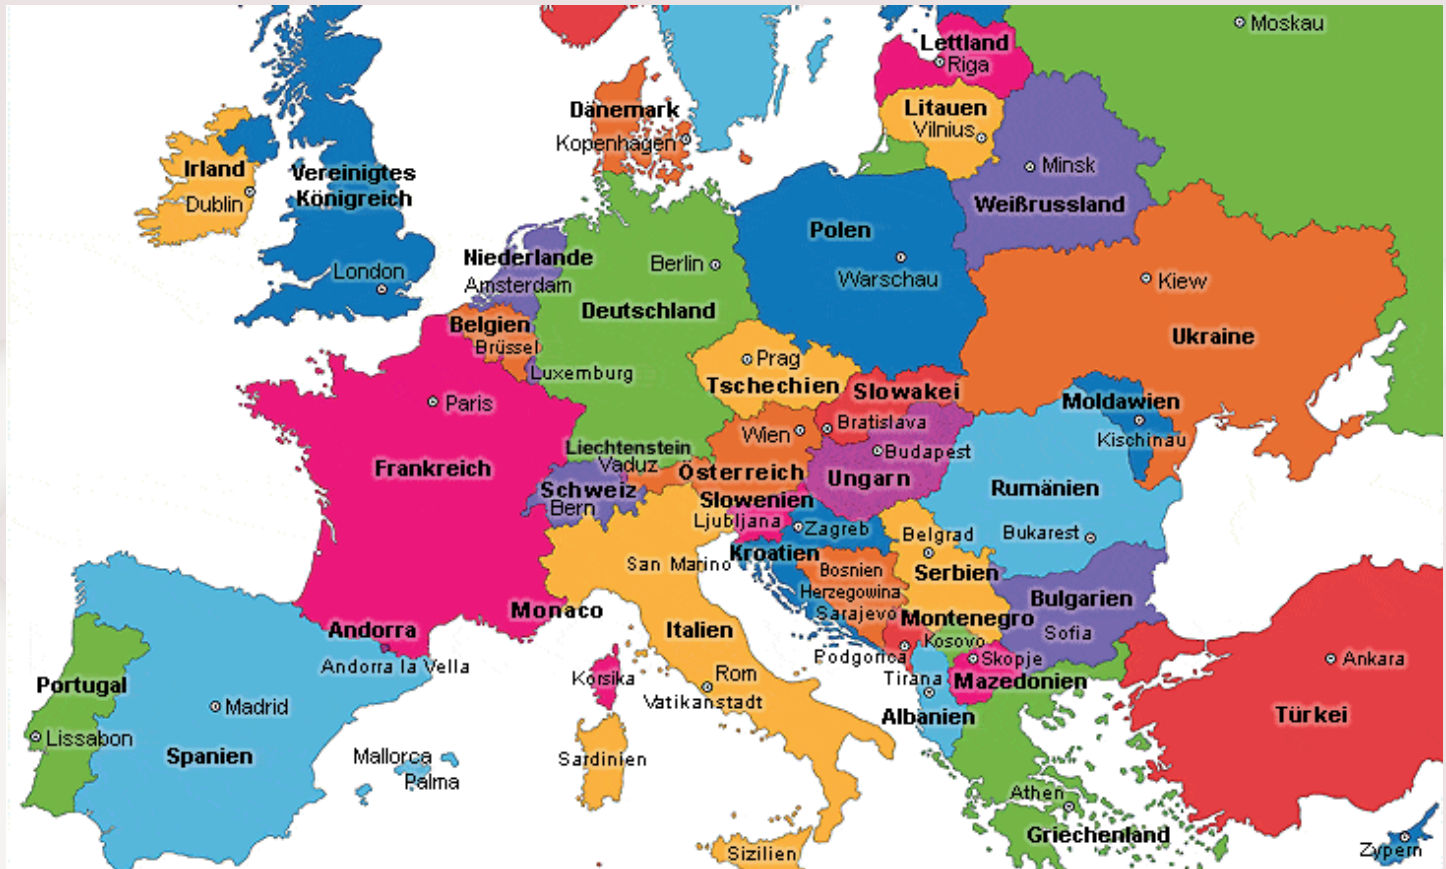 Moskau
Lettland
Riga
Dänemark
Kopenhagen
Litauen
Vilnius
Minsk
Weißrussland
Irland
Dublin
Vereinigtes
Königreich
London
Niederlande
Amsterdam
Berlin
Deutschland
Polen
Warschau
Kiew
Ukraine
Belgien
Brüssel
Luxemburg
Prag
Tschechien
Slowakei
Bratislava
Moldawien
Kischinau
Paris
Frankreich
Liechtenstein
Vaduz
Wien
Österreich
Budapest
Ungarn
Schweiz
Bern
Slowenien
Ljubljana
Zagreb
Kroatien
Rumänien
Bukarest
Belgrad
Serbien
San Marino
Bosnien
Herzegowina
Sarajevo
Monaco
Italien
Montenegro
Kosovo
Podgorica
Bulgarien
Sofia
Andorra
Andorra la Vella
Korsika
Rom
Vatikanstadt
Tirana
Skopje
Mazedonien
Albanien
Ankara
Türkei
Portugal
Lissabon
Madrid
Spanien
Mallorca
Palma
Sardinien
Sizilien
Athen
Griechenland
Zypern